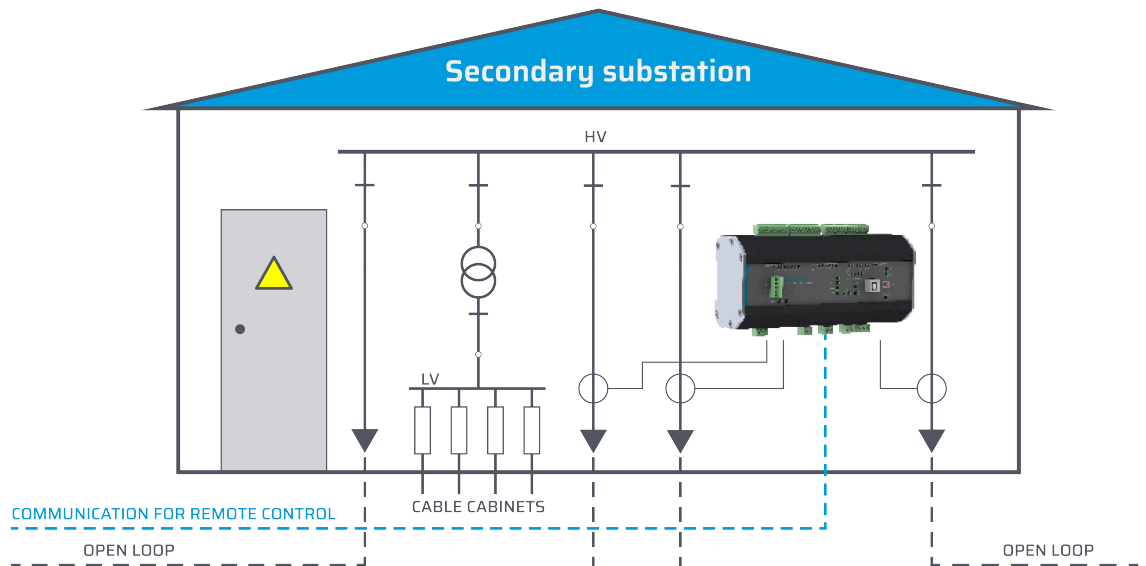 Secondary substation
HV
LV
CABLE CABINETS
COMMUNICATION FOR REMOTE CONTROL
OPEN LOOP
OPEN LOOP